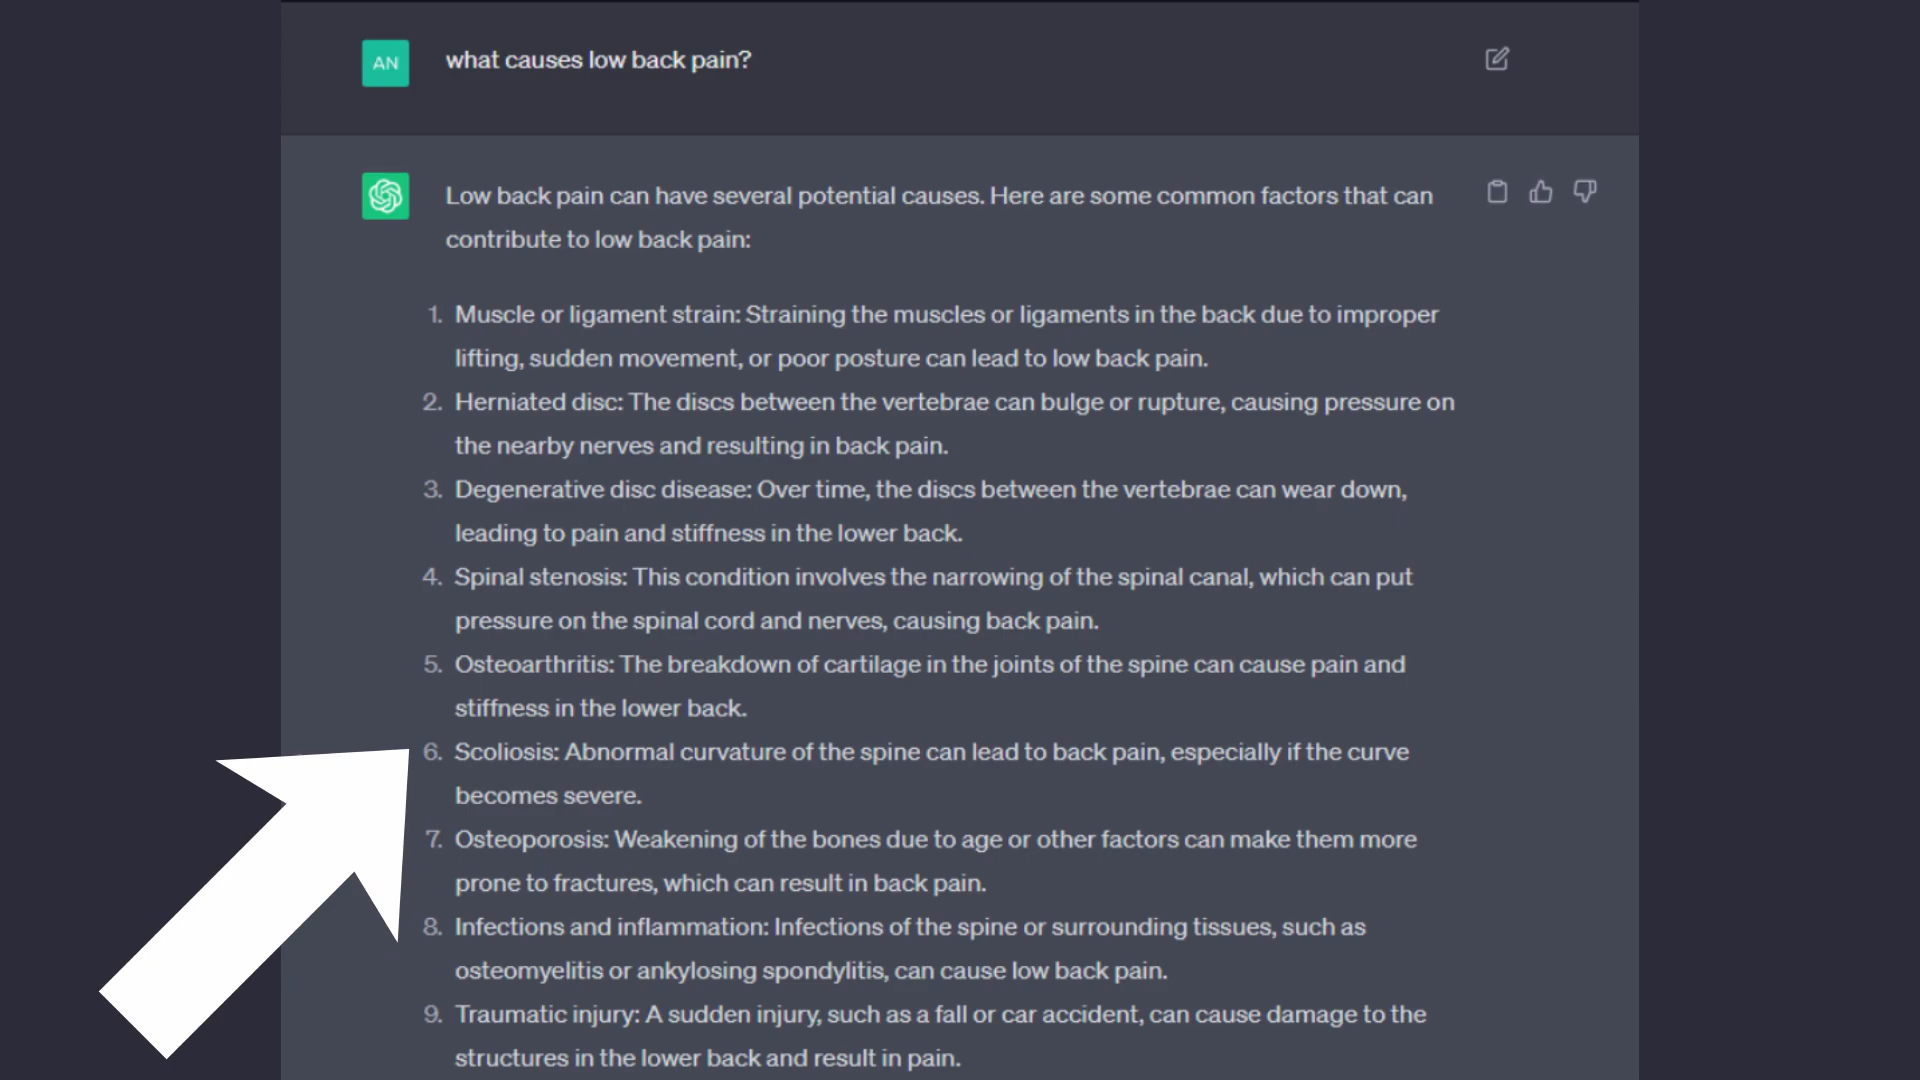 AN
what causes low back pain?
Low back pain can have several potential causes. Here are some common factors that can
contribute to low back pain:
1. Muscle or ligament strain: Straining the muscles or ligaments in the back due to improper
lifting, sudden movement, or poor posture can lead to low back pain.
2. Herniated disc: The discs between the vertebrae can bulge or rupture, causing pressure on
the nearby nerves and resulting in back pain.
3. Degenerative disc disease: Over time, the discs between the vertebrae can wear down,
leading to pain and stiffness in the lower back.
4. Spinal stenosis: This condition involves the narrowing of the spinal canal, which can put
pressure on the spinal cord and nerves, causing back pain.
5. Osteoarthritis: The breakdown of cartilage in the joints of the spine can cause pain and
stiffness in the lower back.
6. Scoliosis: Abnormal curvature of the spine can lead to back pain, especially if the curve
becomes severe.
7. Osteoporosis: Weakening of the bones due to age or other factors can make them more
prone to fractures, which can result in back pain.
8. Infections and inflammation: Infections of the spine or surrounding tissues, such as
osteomyelitis or ankylosing spondylitis, can cause low back pain.
9. Traumatic injury: A sudden injury, such as a fall or car accident, can cause damage to the
structures in the lower back and result in pain.